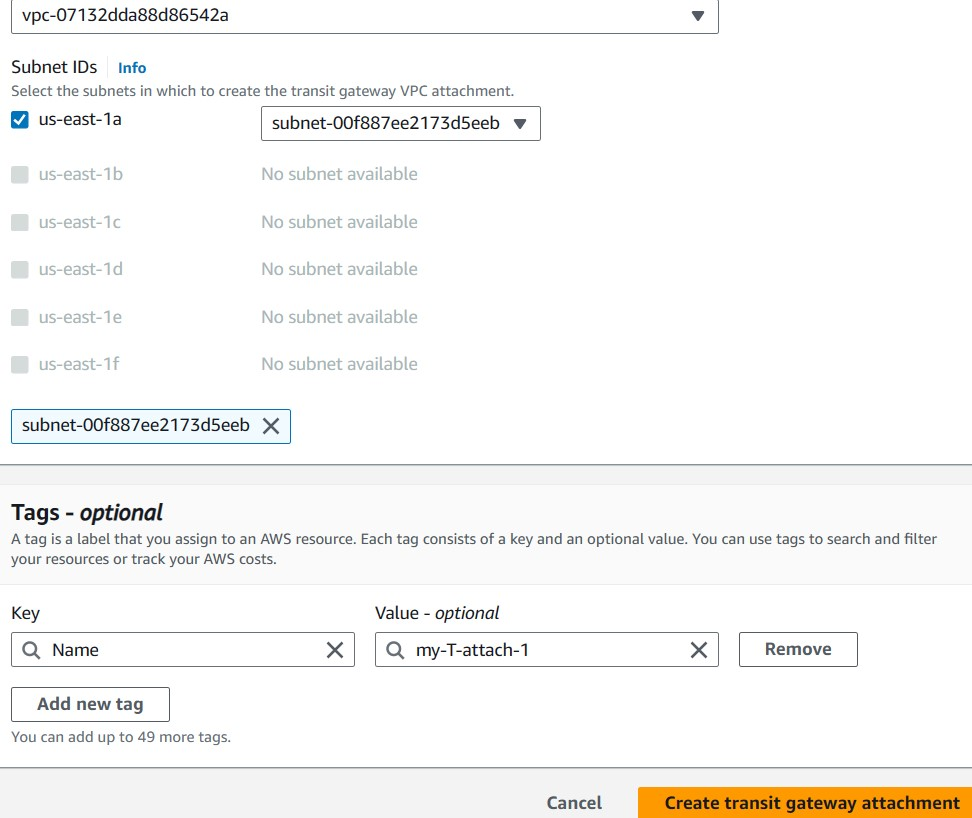 vpc-07132dda88d86542a
Subnet IDs Info
Select the subnets in which to create the transit gateway VPC attachment.
us-east-1a subnet-00f887ee2173d5eeb
us-east-1b No subnet available
us-east-1c No subnet available
us-east-1d No subnet available
us-east-1e No subnet available
us-east-1f No subnet available
subnet-00f887ee2173d5eeb
Tags - optional
A tag is a label that you assign to an AWS resource. Each tag consists of a key and an optional value. You can use tags to search and filter
your resources or track your AWS costs.
Key Value - optional
Name my-T-attach-1 Remove
Add new tag
You can add up to 49 more tags.
Cancel Create transit gateway attachment